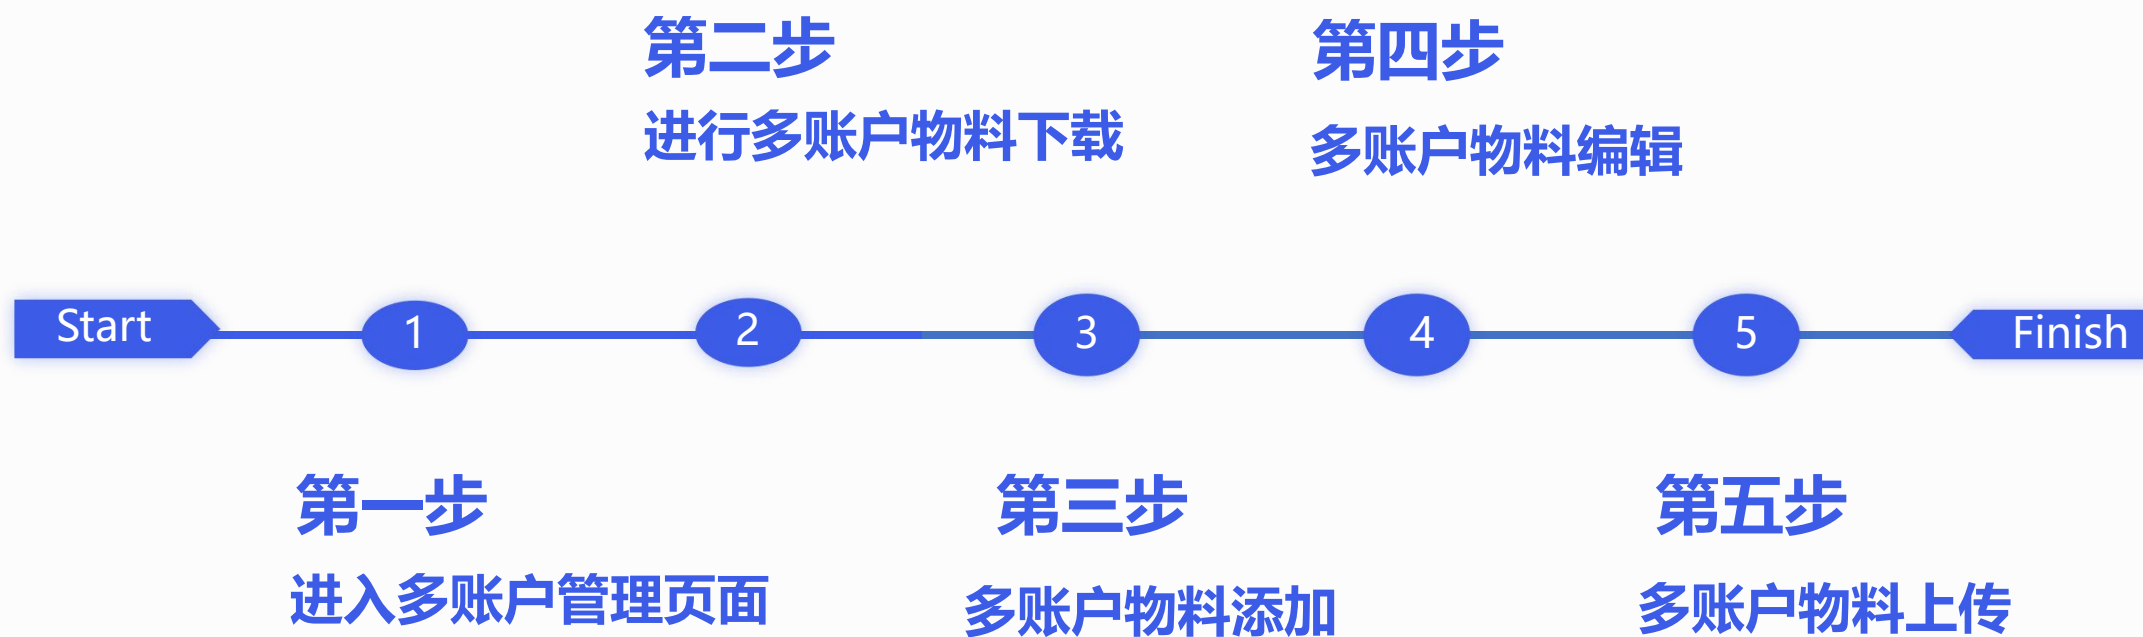 第二步
进行多账户物料下载
第四步
多账户物料编辑
Start
1
2
3
4
5
Finish
第一步
进入多账户管理页面
第三步
多账户物料添加
第五步
多账户物料上传